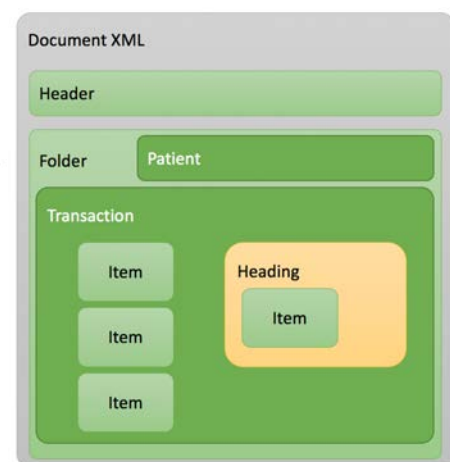 Document XML
Header
Folder
Patient
Transaction
Item
Item
Item
Heading
Item